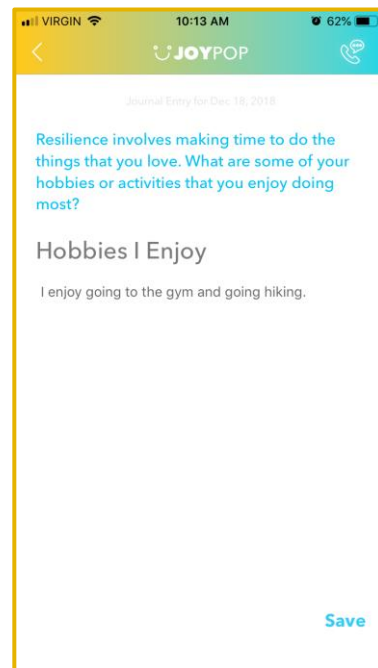 VIRGIN 10:13 AM 62%
JOYPOP
Journal Entry for Dec 18, 2018
Resilience involves making time to do the
things that you love. What are some of your
hobbies or activities that you enjoy doing
most?
Hobbies I Enjoy
I enjoy going to the gym and going hiking.
Save